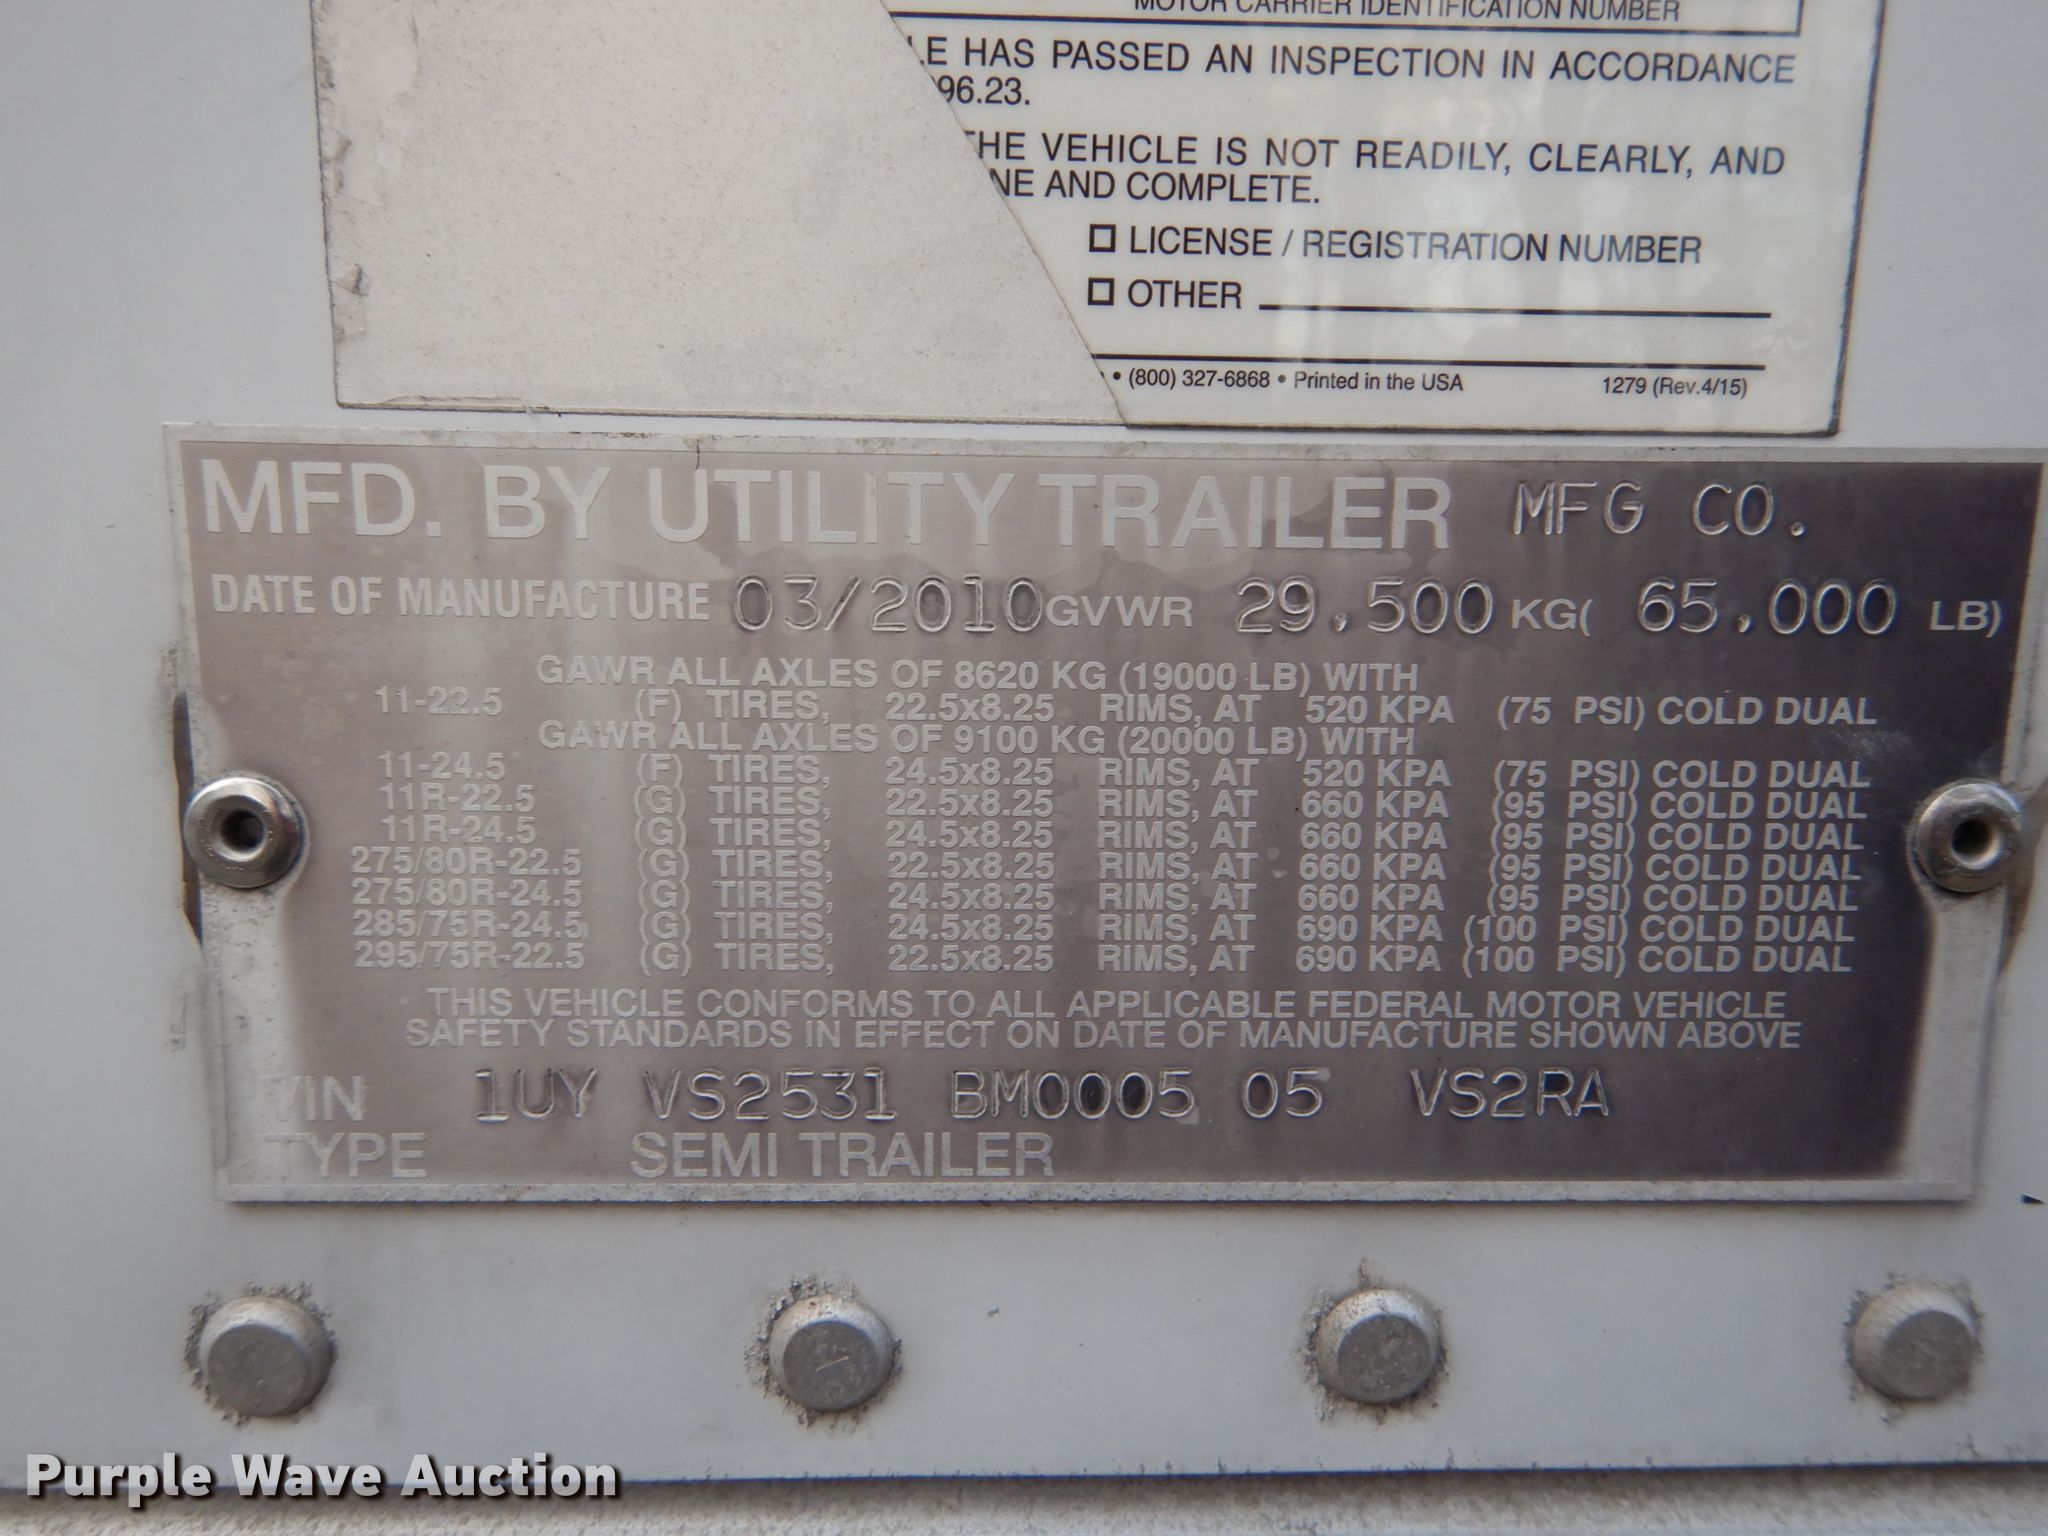 MOTOR CARRIER IDENTIFICATION NUMBER
LE HAS PASSED AN INSPECTION IN ACCORDANCE
96.23.
THE VEHICLE IS NOT READILY, CLEARLY, AND
NE AND COMPLETE.
LICENSE / REGISTRATION NUMBER
OTHER
• (800) 327-6868 • Printed in the USA 1279 (Rev.4/15)
MFD. BY UTILITY TRAILER MFG CO.
DATE OF MANUFACTURE 03/2010 GVWR 29.500 KG( 65.000 LB)
GAWR ALL AXLES OF 8620 KG (19000 LB) WITH
11-22.5 (F) TIRES, 22.5x8.25 RIMS, AT 520 KPA (75 PSI) COLD DUAL
GAWR ALL AXLES OF 9100 KG (20000 LB) WITH
11-24.5 (F) TIRES, 24.5x8.25 RIMS, AT 520 KPA (75 PSI) COLD DUAL
11R-22.5 (G) TIRES, 22.5x8.25 RIMS, AT 660 KPA (95 PSI) COLD DUAL
11R-24.5 (G) TIRES, 24.5x8.25 RIMS, AT 660 KPA (95 PSI) COLD DUAL
275/80R-22.5 (G) TIRES, 22.5x8.25 RIMS, AT 660 KPA (95 PSI) COLD DUAL
275/80R-24.5 (G) TIRES, 24.5x8.25 RIMS, AT 660 KPA (95 PSI) COLD DUAL
285/75R-24.5 (G) TIRES, 24.5x8.25 RIMS, AT 690 KPA (100 PSI) COLD DUAL
295/75R-22.5 (G) TIRES, 22.5x8.25 RIMS, AT 690 KPA (100 PSI) COLD DUAL
THIS VEHICLE CONFORMS TO ALL APPLICABLE FEDERAL MOTOR VEHICLE
SAFETY STANDARDS IN EFFECT ON DATE OF MANUFACTURE SHOWN ABOVE
VIN 1UY VS2531 BM0005 05 VS2RA
TYPE SEMI TRAILER
Purple Wave Auction